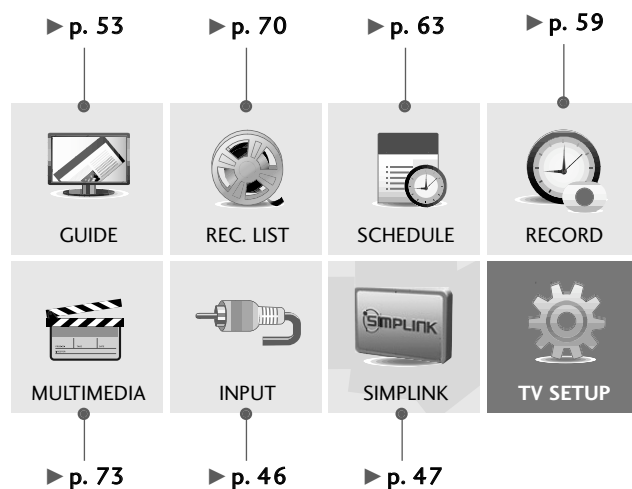 ► p. 53 ► p. 70 ► p. 63 ► p. 59
GUIDE REC. LIST SCHEDULE RECORD
SIMPLINK
MULTIMEDIA INPUT SIMPLINK TV SETUP
► p. 73 ► p. 46 ► p. 47